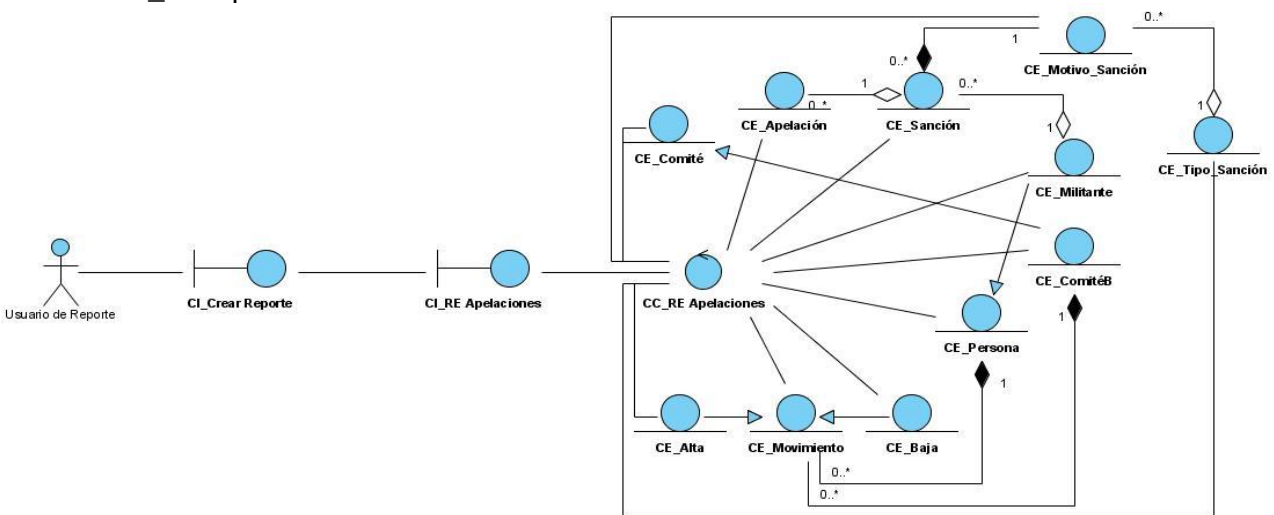 0..*
1
0..*
CE_Motivo_Sanción
1
0..*
0..*
1
CE_Apelación
CE_Sanción
1
CE_Comité
CE_Tipo_Sanción
CE_Militante
CI_Crear Reporte
CI_RE Apelaciones
CC_RE Apelaciones
CE_ComitéB
Usuario de Reporte
1
CE_Persona
1
CE_Alta
CE_Movimiento
CE_Baja
0..*
0..*